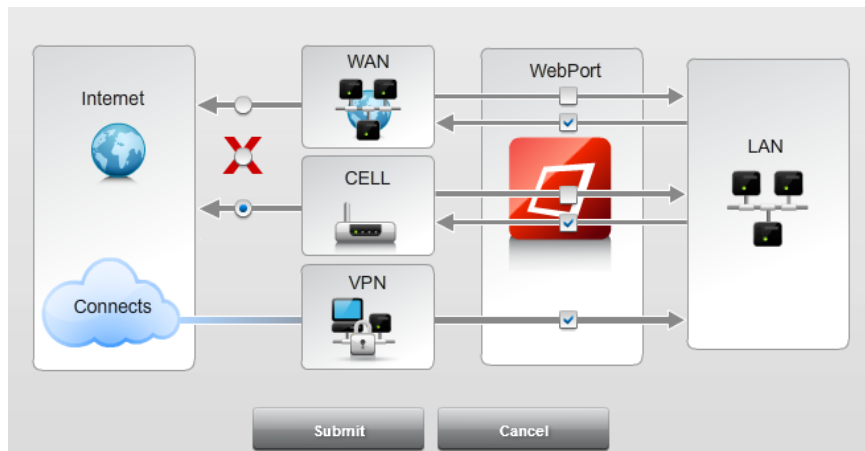 WAN
WebPort
Internet
LAN
CELL
VPN
Connects
Submit
Cancel